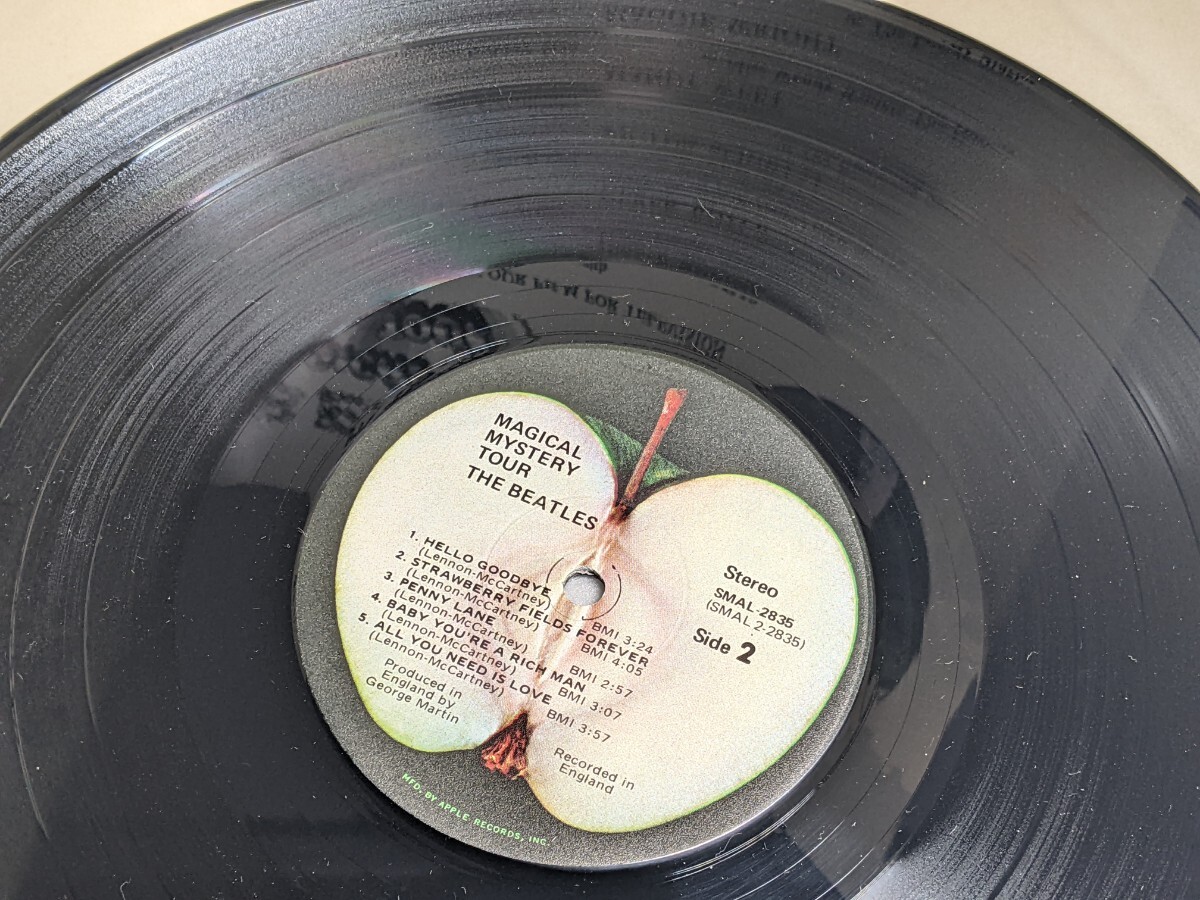 MAGICAL
MYSTERY
TOUR
THE BEATLES
1. HELLO GOODBYE
(Lennon-McCartney) BMI 3:24
2. STRAWBERRY FIELDS FOREVER
(Lennon-McCartney) BMI 4:05
3. PENNY LANE
(Lennon-McCartney) BMI 2:57
4. BABY YOU'RE A RICH MAN
(Lennon-McCartney) BMI 3:07
5. ALL YOU NEED IS LOVE
(Lennon-McCartney) BMI 3:57
Produced in
England by
George Martin
Recorded in
England
Stereo
SMAL-2835
(SMAL 2-2835)
Side 2
MFD. BY APPLE RECORDS, INC.